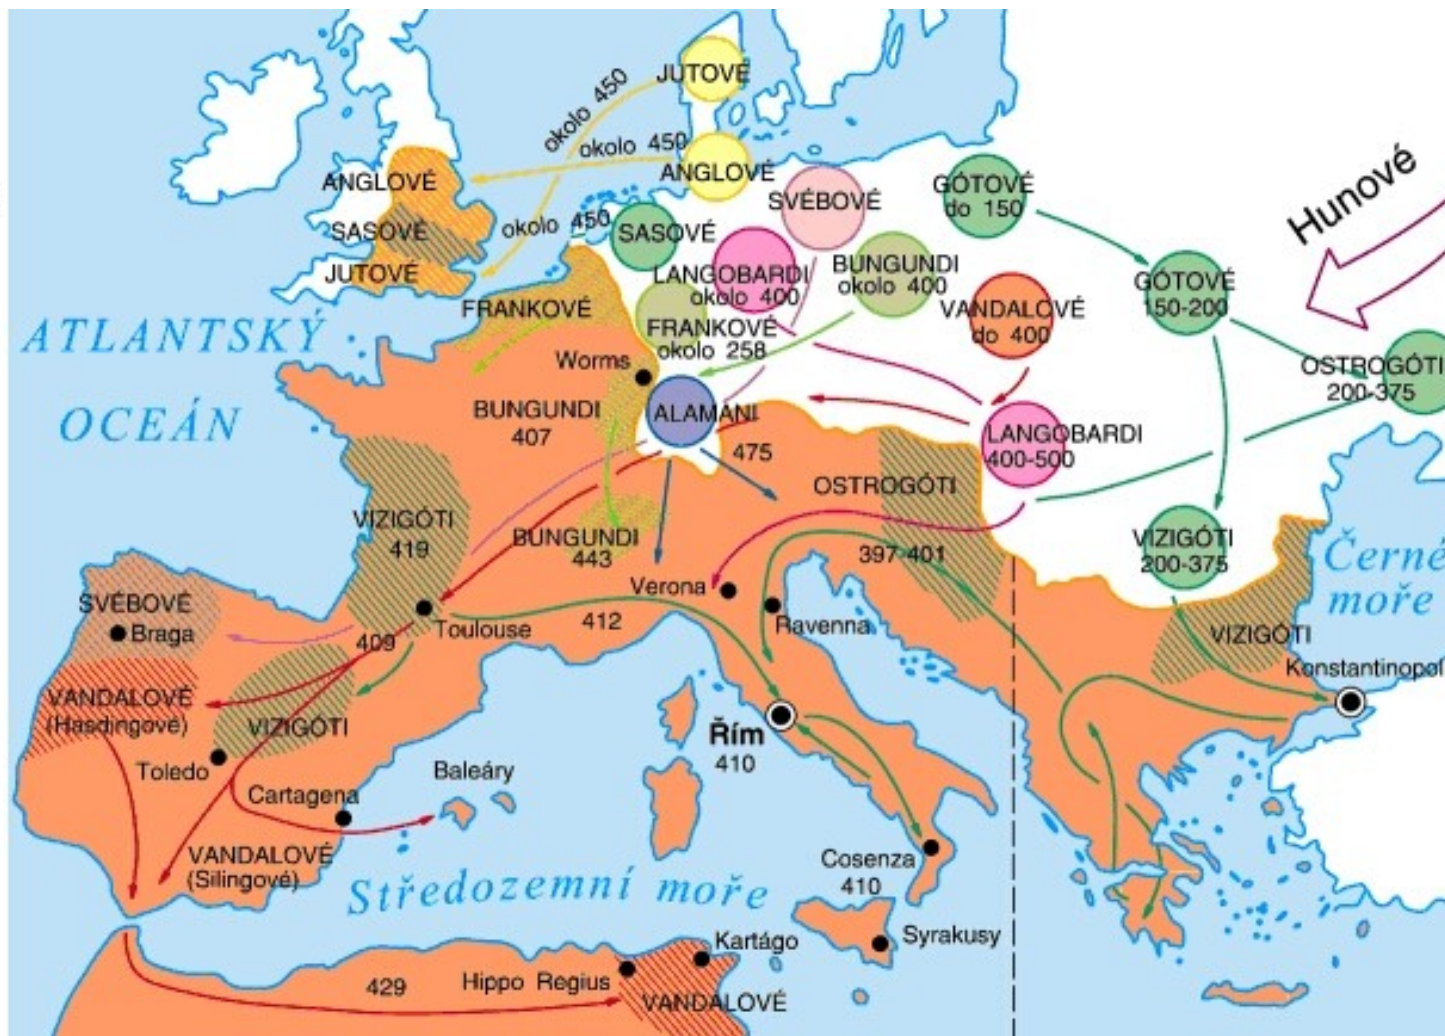 JUTOVÉ
okolo 450
okolo 450
ANGLOVÉ
ANGLOVÉ
SVÉBOVÉ
GÓTOVÉ
do 150
Hunové
SASOVÉ
okolo 450
SASOVÉ
JUTOVÉ
LANGOBARDI
okolo 400
BUNGUNDI
okolo 400
GÓTOVÉ
150-200
FRANKOVÉ
FRANKOVÉ
okolo 258
VANDALOVÉ
do 400
ATLANTSKÝ
OCEÁN
Worms
OSTROGÓTI
200-375
BUNGUNDI
407
ALAMANI
475
LANGOBARDI
400-500
OSTROGÓTI
VIZIGÓTI
419
BUNGUNDI
443
397-401
VIZIGÓTI
200-375
Černé
moře
SVÉBOVÉ
Braga
409
Toulouse
412
Verona
Ravenna
VIZIGÓTI
Konstantinopol
VANDALOVÉ
(Hasdingové)
VIZIGÓTI
Řím
410
Toledo
Cartagena
Baleáry
VANDALOVÉ
(Silingové)
Středozemní moře
Cosenza
410
Syrakusy
Kartágo
Hippo Regius
429
VANDALOVÉ